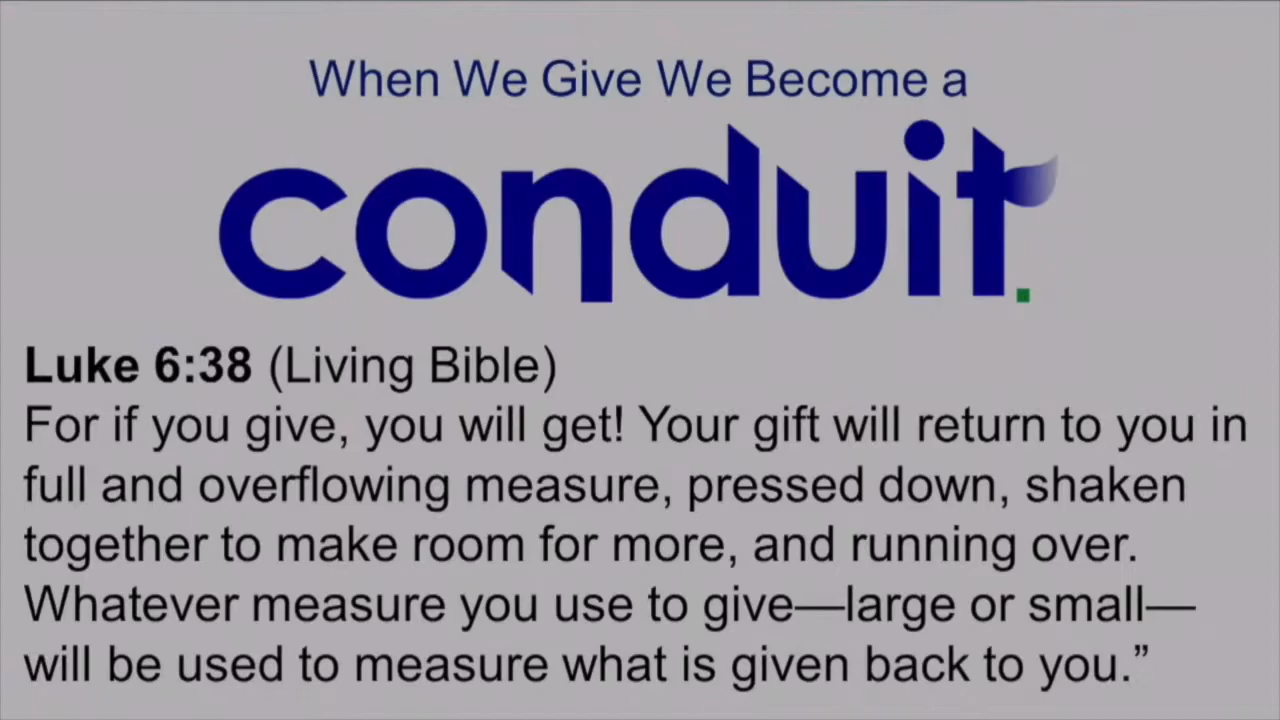 When We Give We Become a
conduit.
Luke 6:38 (Living Bible)
For if you give, you will get! Your gift will return to you in
full and overflowing measure, pressed down, shaken
together to make room for more, and running over.
Whatever measure you use to give—large or small—
will be used to measure what is given back to you.”